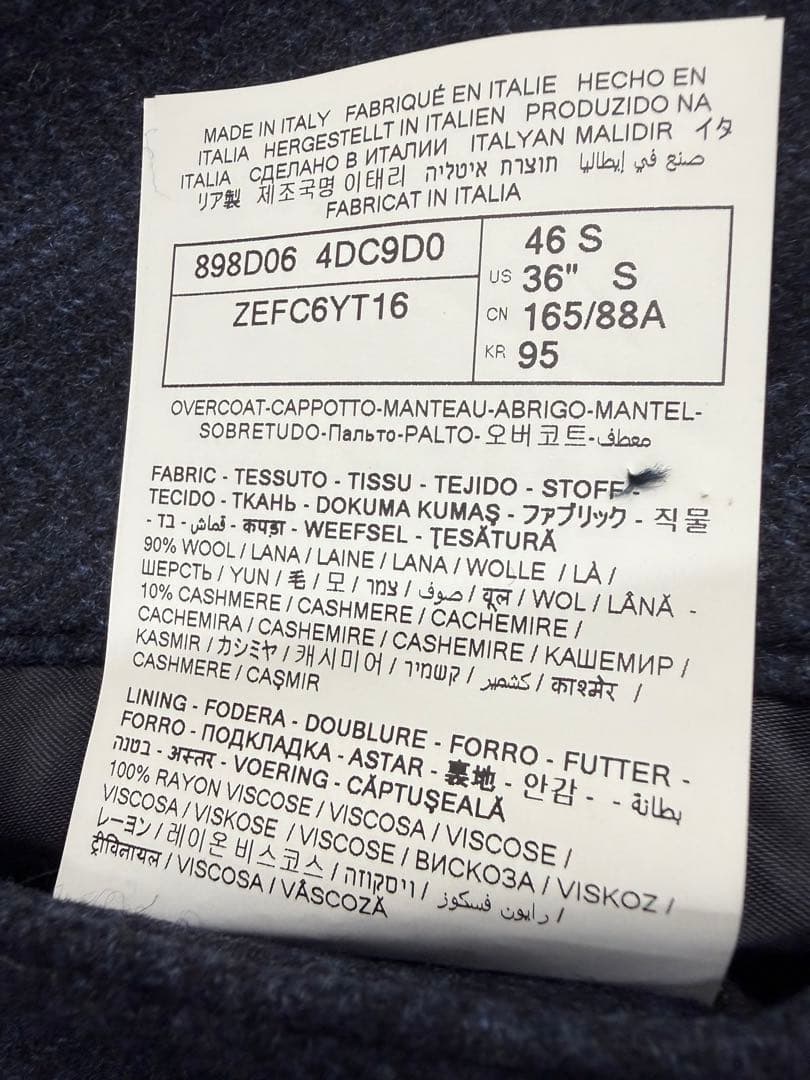 MADE IN ITALY FABRIQUÉ EN ITALIE HECHO EN
ITALIA HERGESTELLT IN ITALIEN PRODUZIDO NA
ITALIA СДЕЛАНО В ИТАЛИИ ITALYAN MALIDIR イタ
リア製 제조국명 이태리 תוצרת איטליה صنع في إيطاليا
FABRICAT IN ITALIA
898D06 4DC9D0
ZEFC6YT16
46 S
US 36" S
CN 165/88A
KR 95
OVERCOAT-CAPPOTTO-MANTEAU-ABRIGO-MANTEL-
SOBRETUDO-Пальто-PALTO-오버코트-معطف
FABRIC - TESSUTO - TISSU - TEJIDO - STOFF -
TECIDO - ТКАНЬ - DOKUMA KUMAŞ - ファブリック - 직물
- בד - قماش - कपड़ा - WEEFSEL - ŢESĂTURĂ
90% WOOL / LANA / LAINE / LANA / WOLLE / LÀ /
ШЕРСТЬ / YUN / 毛 / 모 / צמר / صوف / यूल / WOL / LÂNĂ -
10% CASHMERE / CASHMERE / CACHEMIRE /
CACHEMIRA / CASHEMIRE / CASHEMIRE / КАШЕМИР /
KASMIR / カシミヤ / 캐시미어 / קשמיר / كشمير / काश्मेर /
CASHMERE / CAŞMIR
LINING - FODERA - DOUBLURE - FORRO - FUTTER -
FORRO - ПОДКЛАДКА - ASTAR - 裏地 - 안감 - - بطانة
בטנה - अस्तर - VOERING - CĂPTUŞEALĂ
100% RAYON VISCOSE / VISCOSA / VISCOSE /
VISCOSA / VISKOSE / VISCOSE / ВИСКОЗА / VISKOZ /
レーヨン / 레이온 비스코스 / ויסקוזה / رايون فسكوز /
ट्रीविनायल / VISCOSA / VÂSCOZĂ